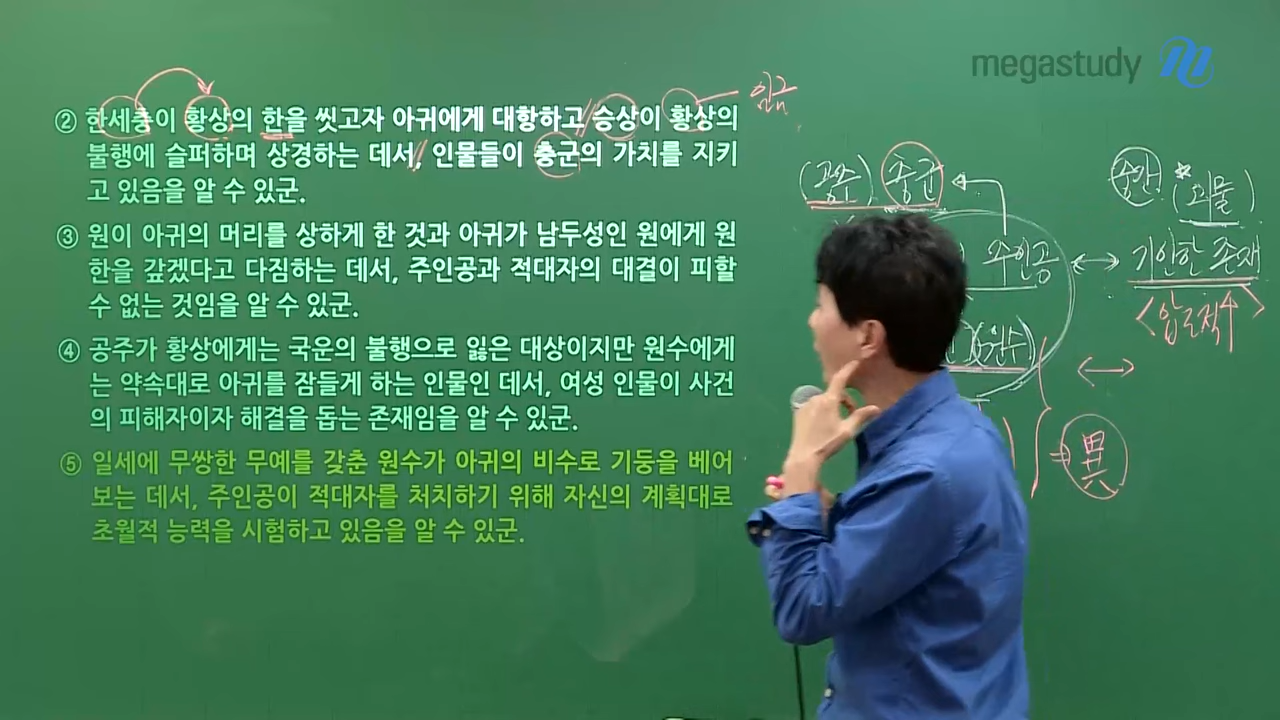 megastudy
임금
② 한세충이 황상의 한을 씻고자 아귀에게 대항하고 승상이 황상의
불행에 슬퍼하며 상경하는 데서, 인물들이 충군의 가치를 지키
고 있음을 알 수 있군.
③ 원이 아귀의 머리를 상하게 한 것과 아귀가 남두성인 원에게 원
한을 갚겠다고 다짐하는 데서, 주인공과 적대자의 대결이 피할
수 없는 것임을 알 수 있군.
④ 공주가 황상에게는 국운의 불행으로 잃은 대상이지만 원수에게
는 약속대로 아귀를 잠들게 하는 인물인 데서, 여성 인물이 사건
의 피해자이자 해결을 돕는 존재임을 알 수 있군.
⑤ 일세에 무쌍한 무예를 갖춘 원수가 아귀의 비수로 기둥을 베어
보는 데서, 주인공이 적대자를 처치하기 위해 자신의 계획대로
초월적 능력을 시험하고 있음을 알 수 있군.
(공주) 충군
(괴물)
주인공 ↔ 기이한 존재
<압도적↑>
(원수) ↔
異